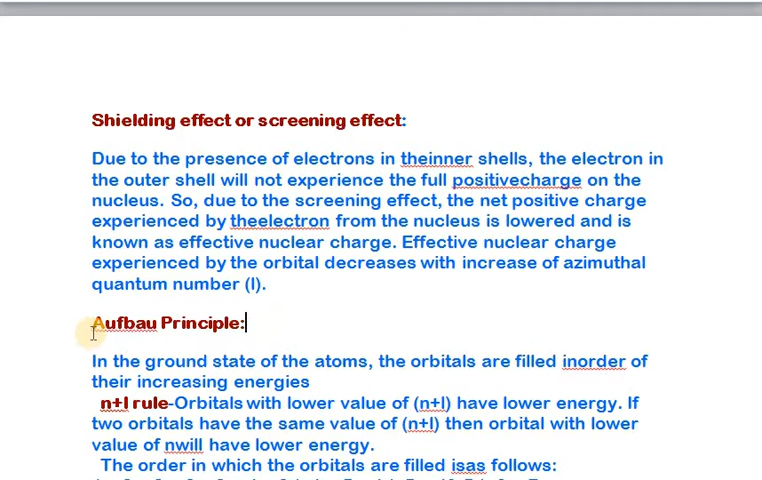 Shielding effect or screening effect:
Due to the presence of electrons in theinner shells, the electron in
the outer shell will not experience the full positivecharge on the
nucleus. So, due to the screening effect, the net positive charge
experienced by theelectron from the nucleus is lowered and is
known as effective nuclear charge. Effective nuclear charge
experienced by the orbital decreases with increase of azimuthal
quantum number (l).
Aufbau Principle:
In the ground state of the atoms, the orbitals are filled inorder of
their increasing energies
n+l rule-Orbitals with lower value of (n+l) have lower energy. If
two orbitals have the same value of (n+l) then orbital with lower
value of nwill have lower energy.
The order in which the orbitals are filled isas follows: